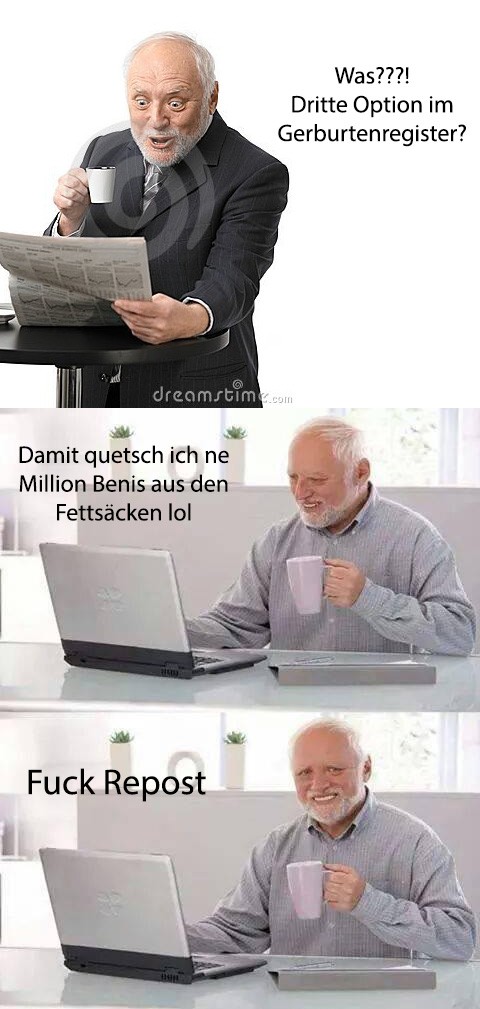 Was???!
Dritte Option im
Gerburtenregister?
dreamstime.com
Damit quetsch ich ne
Million Benis aus den
Fettsäcken lol
Fuck Repost